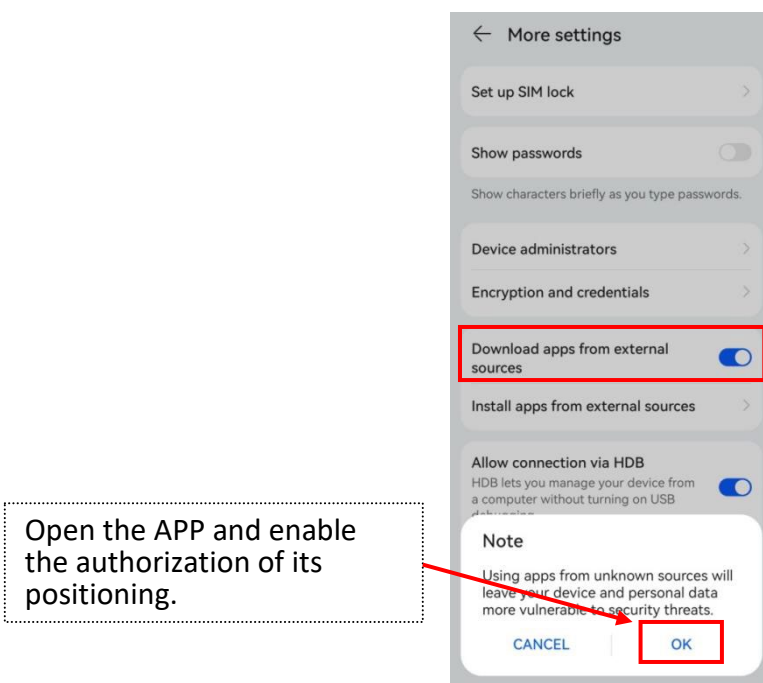 More settings
Set up SIM lock
Show passwords
Show characters briefly as you type passwords.
Device administrators
Encryption and credentials
Download apps from external
sources
Install apps from external sources
Allow connection via HDB
HDB lets you manage your device from
a computer without turning on USB
Open the APP and enable
the authorization of its
positioning.
Note
Using apps from unknown sources will
leave your device and personal data
more vulnerable to security threats.
CANCEL
OK